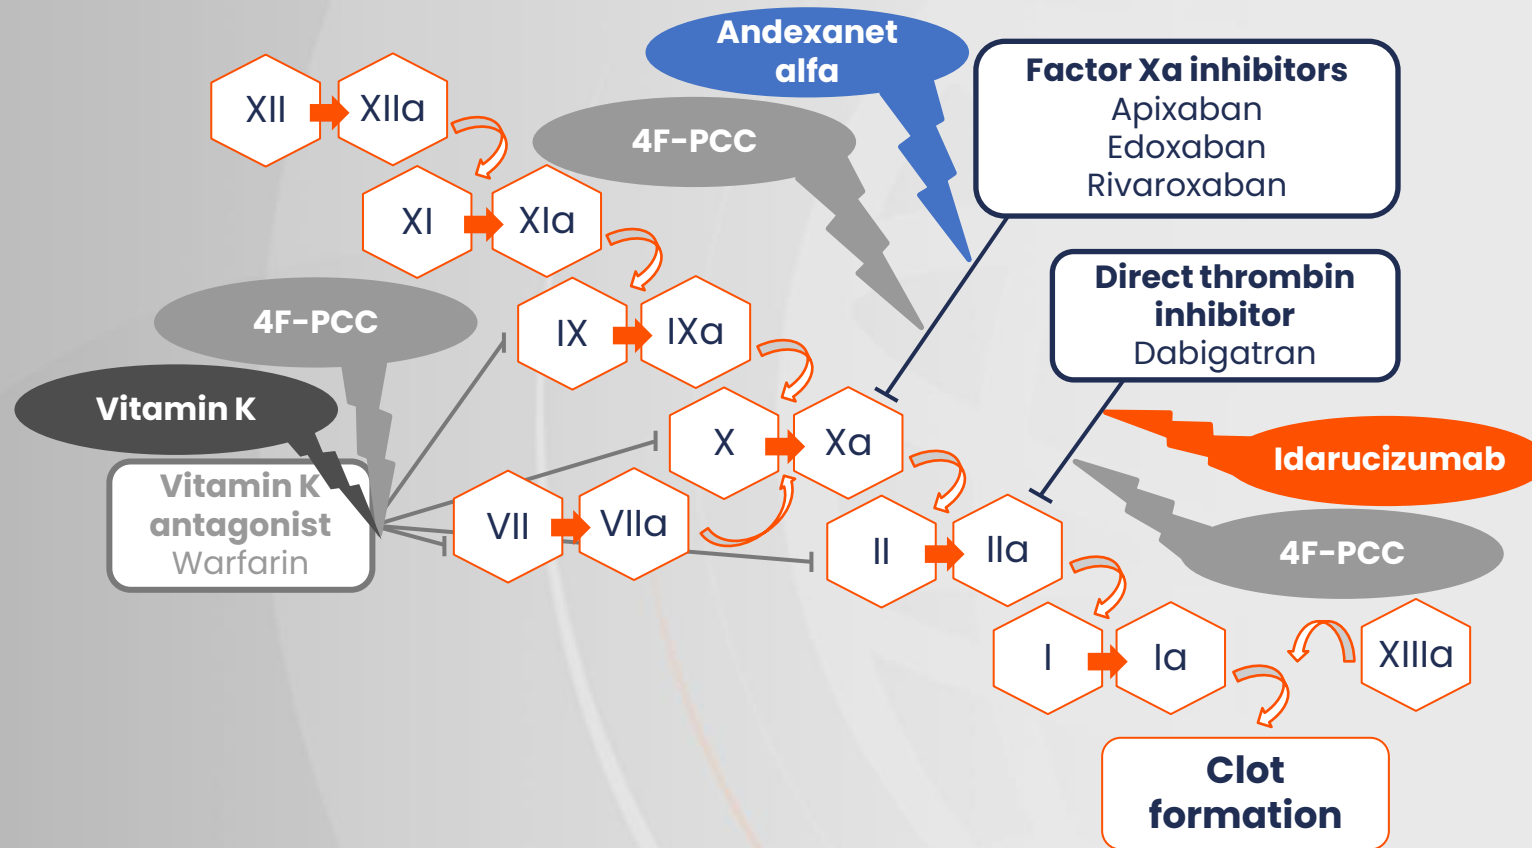 Andexanet
alfa
Factor Xa inhibitors
Apixaban
Edoxaban
Rivaroxaban
XII
XIIa
4F-PCC
XI
XIa
Direct thrombin
inhibitor
Dabigatran
4F-PCC
IX
IXa
Vitamin K
X
Xa
Idarucizumab
Vitamin K
antagonist
Warfarin
VII
VIIa
II
IIa
4F-PCC
I
Ia
XIIIa
Clot
formation